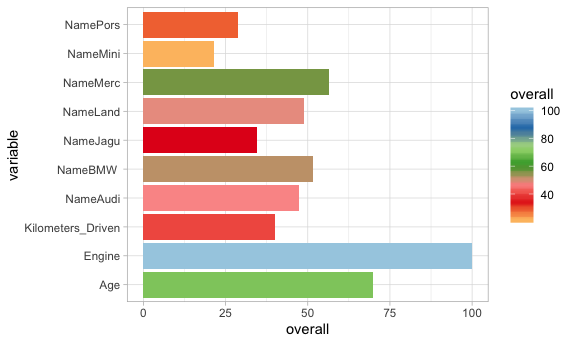 NamePors
NameMini
NameMerc
NameLand
NameJagu
NameBMW
NameAudi
Kilometers_Driven
Engine
Age
variable
0 25 50 75 100
overall
overall
100
80
60
40